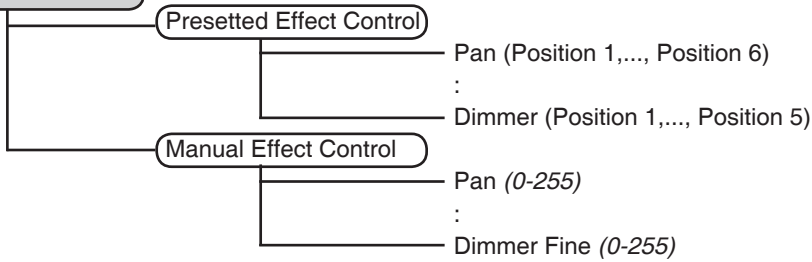 Presetted Effect Control
Pan (Position 1,..., Position 6)
:
Dimmer (Position 1,..., Position 5)
Manual Effect Control
Pan (0-255)
:
Dimmer Fine (0-255)